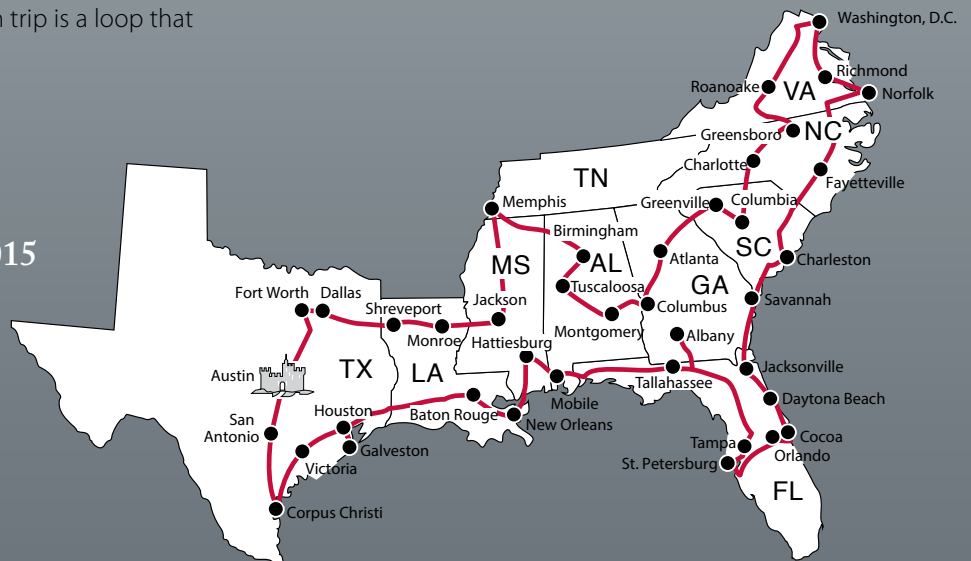 n trip is a loop that
015
Washington, D.C.
Richmond
Roanoake
VA
Norfolk
Greensboro
NC
Charlotte
TN
Fayetteville
Memphis
Greenville
Columbia
Birmingham
SC
MS
AL
Atlanta
Charleston
GA
Tuscaloosa
Fort Worth
Dallas
Jackson
Savannah
Shreveport
Columbus
Monroe
Montgomery
Albany
Hattiesburg
TX
LA
Jacksonville
Austin
Tallahassee
Mobile
Daytona Beach
Houston
Baton Rouge
New Orleans
San
Antonio
Cocoa
Tampa
Galveston
Orlando
St. Petersburg
Victoria
FL
Corpus Christi